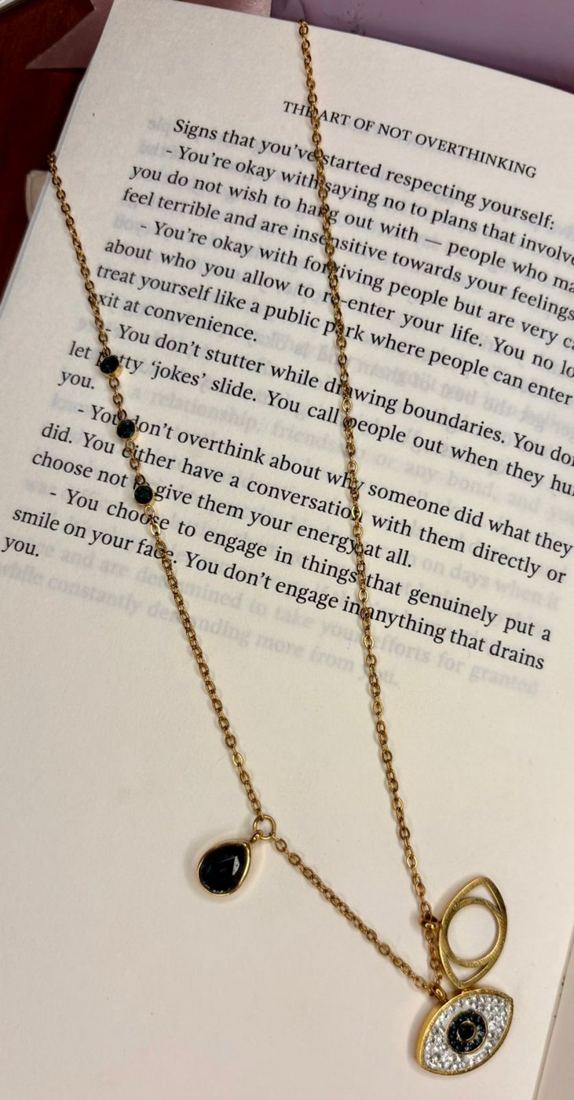 THE ART OF NOT OVERTHINKING
Signs that you've started respecting yourself:
- You're okay with saying no to plans that involve
you do not wish to hang out with — people who ma
feel terrible and are insensitive towards your feelings
- You're okay with forgiving people but are very ca
about who you allow to re-enter your life. You no lo
treat yourself like a public park where people can enter
xit at convenience.
- You don't stutter while drawing boundaries. You do
let petty 'jokes' slide. You call people out when they hu
you.
- You don't overthink about why someone did what they
did. You either have a conversation with them directly or
choose not to give them your energy at all.
- You choose to engage in things that genuinely put a
smile on your face. You don't engage in anything that drains
you.